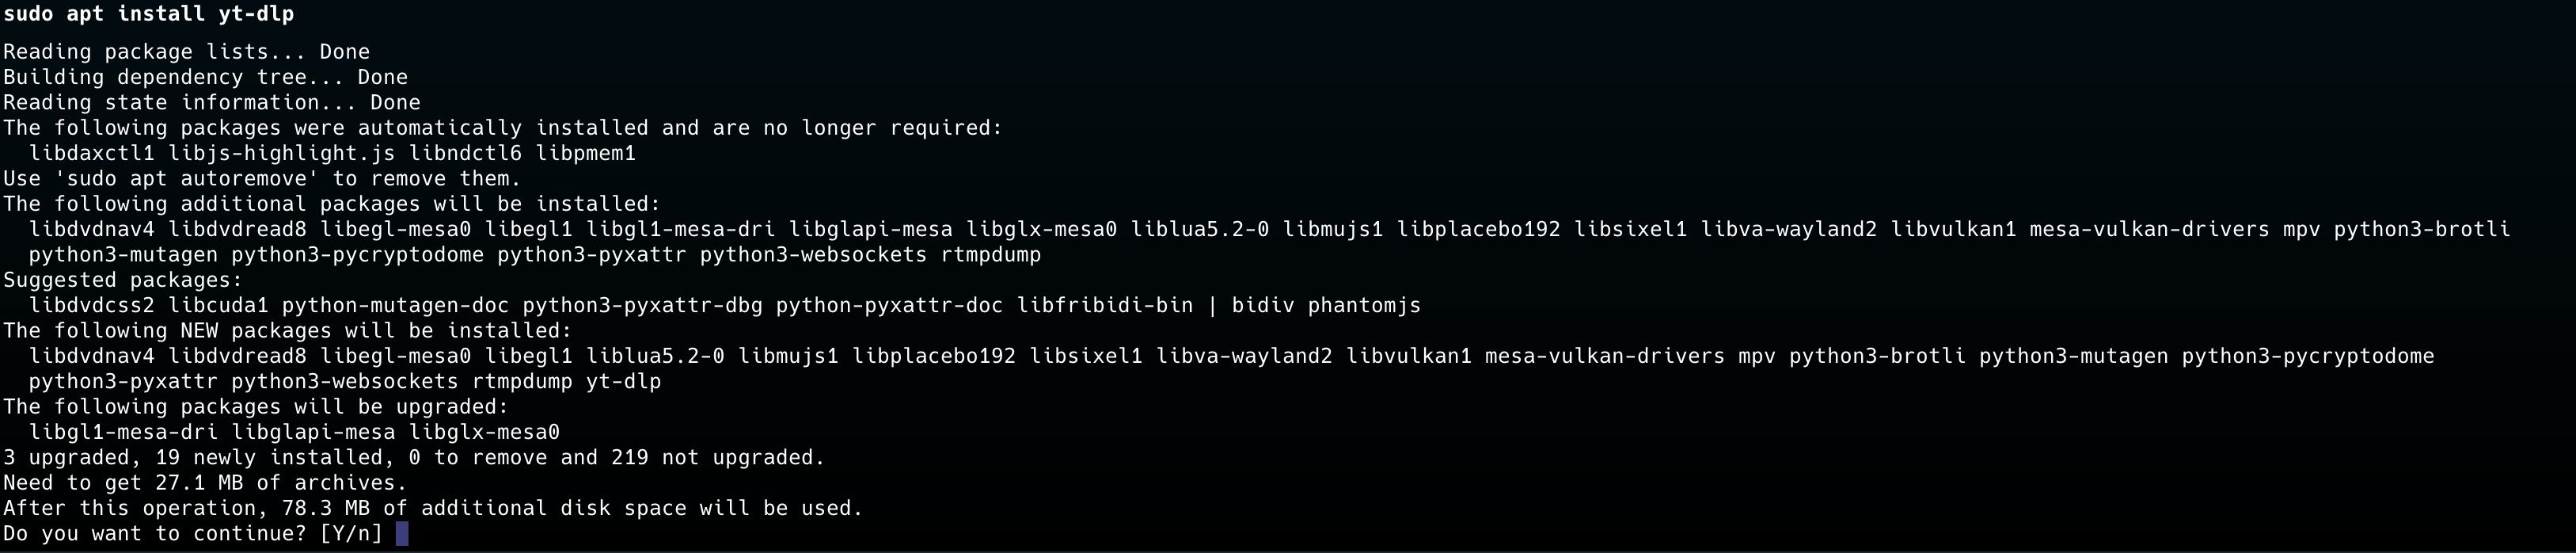 sudo apt install yt-dlp
Reading package lists... Done
Building dependency tree... Done
Reading state information... Done
The following packages were automatically installed and are no longer required:
  libdaxctl1 libjs-highlight.js libndctl6 libpmem1
Use 'sudo apt autoremove' to remove them.
The following additional packages will be installed:
  libdvdnav4 libdvdread8 libegl-mesa0 libegl1 libgl1-mesa-dri libglapi-mesa libglx-mesa0 liblua5.2-0 libmujs1 libplacebo192 libsixel1 libva-wayland2 libvulkan1 mesa-vulkan-drivers mpv python3-brotli
  python3-mutagen python3-pycryptodome python3-pyxattr python3-websockets rtmpdump
Suggested packages:
  libdvdcss2 libcuda1 python-mutagen-doc python3-pyxattr-dbg python-pyxattr-doc libfribidi-bin | bidiv phantomjs
The following NEW packages will be installed:
  libdvdnav4 libdvdread8 libegl-mesa0 libegl1 liblua5.2-0 libmujs1 libplacebo192 libsixel1 libva-wayland2 libvulkan1 mesa-vulkan-drivers mpv python3-brotli python3-mutagen python3-pycryptodome
  python3-pyxattr python3-websockets rtmpdump yt-dlp
The following packages will be upgraded:
  libgl1-mesa-dri libglapi-mesa libglx-mesa0
3 upgraded, 19 newly installed, 0 to remove and 219 not upgraded.
Need to get 27.1 MB of archives.
After this operation, 78.3 MB of additional disk space will be used.
Do you want to continue? [Y/n]